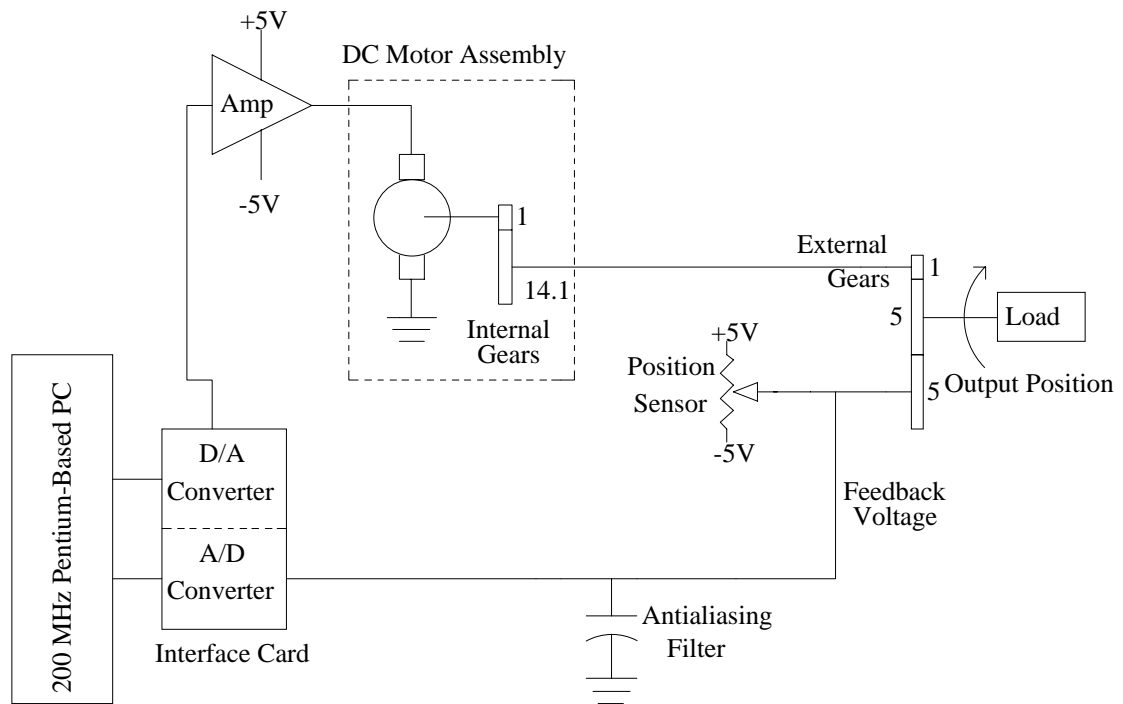 +5V
DC Motor Assembly
Amp
-5V
1
14.1
Internal
Gears
External
Gears
1
5
5
Load
Output Position
+5V
Position
Sensor
-5V
Feedback
Voltage
200 MHz Pentium-Based PC
D/A
Converter
A/D
Converter
Interface Card
Antialiasing
Filter